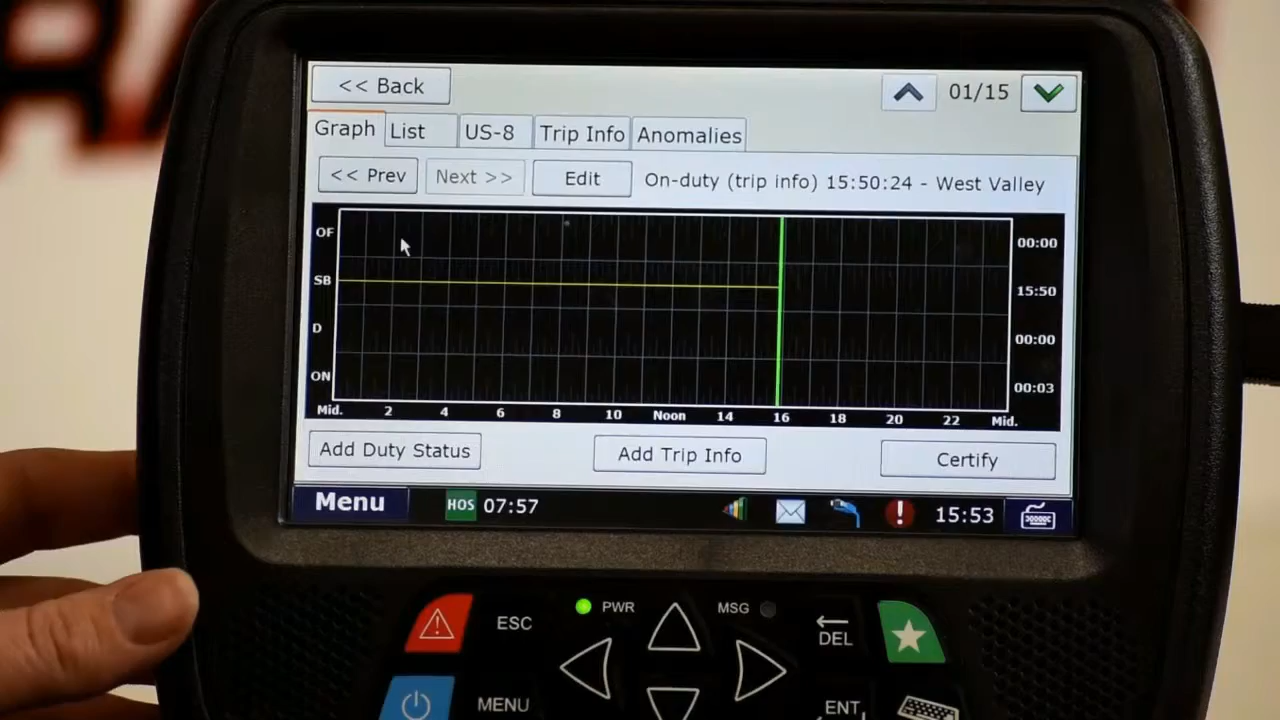 << Back
01/15
Graph List US-8 Trip Info Anomalies
<< Prev Next >> Edit On-duty (trip info) 15:50:24 - West Valley
OF 00:00
SB 15:50
D 00:00
ON 00:03
Mid. 2 4 6 8 10 Noon 14 16 18 20 22 Mid.
Add Duty Status Add Trip Info Certify
Menu HOS 07:57 15:53
ESC PWR MSG DEL
MENU ENT